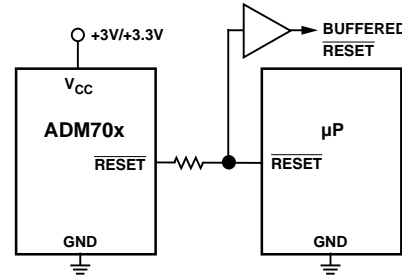 +3V/+3.3V
BUFFERED
RESET
VCC
ADM70x
µP
RESET
RESET
GND
GND